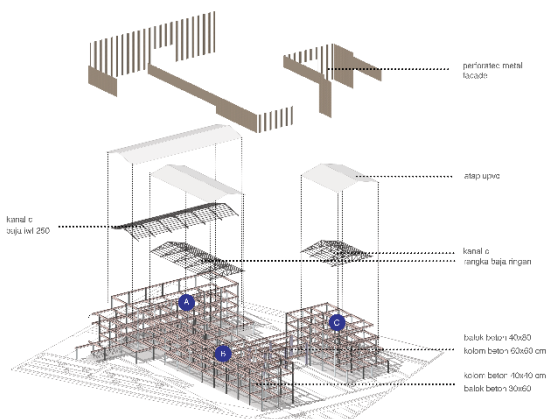 perforated metal
facade
atap upvc
kanal c
baja iwf 250
kanal c
rangka baja ringan
A
C
B
balok beton 40x80
kolom beton 60x60 cm
kolom beton 40x40 cm
balok beton 30x60